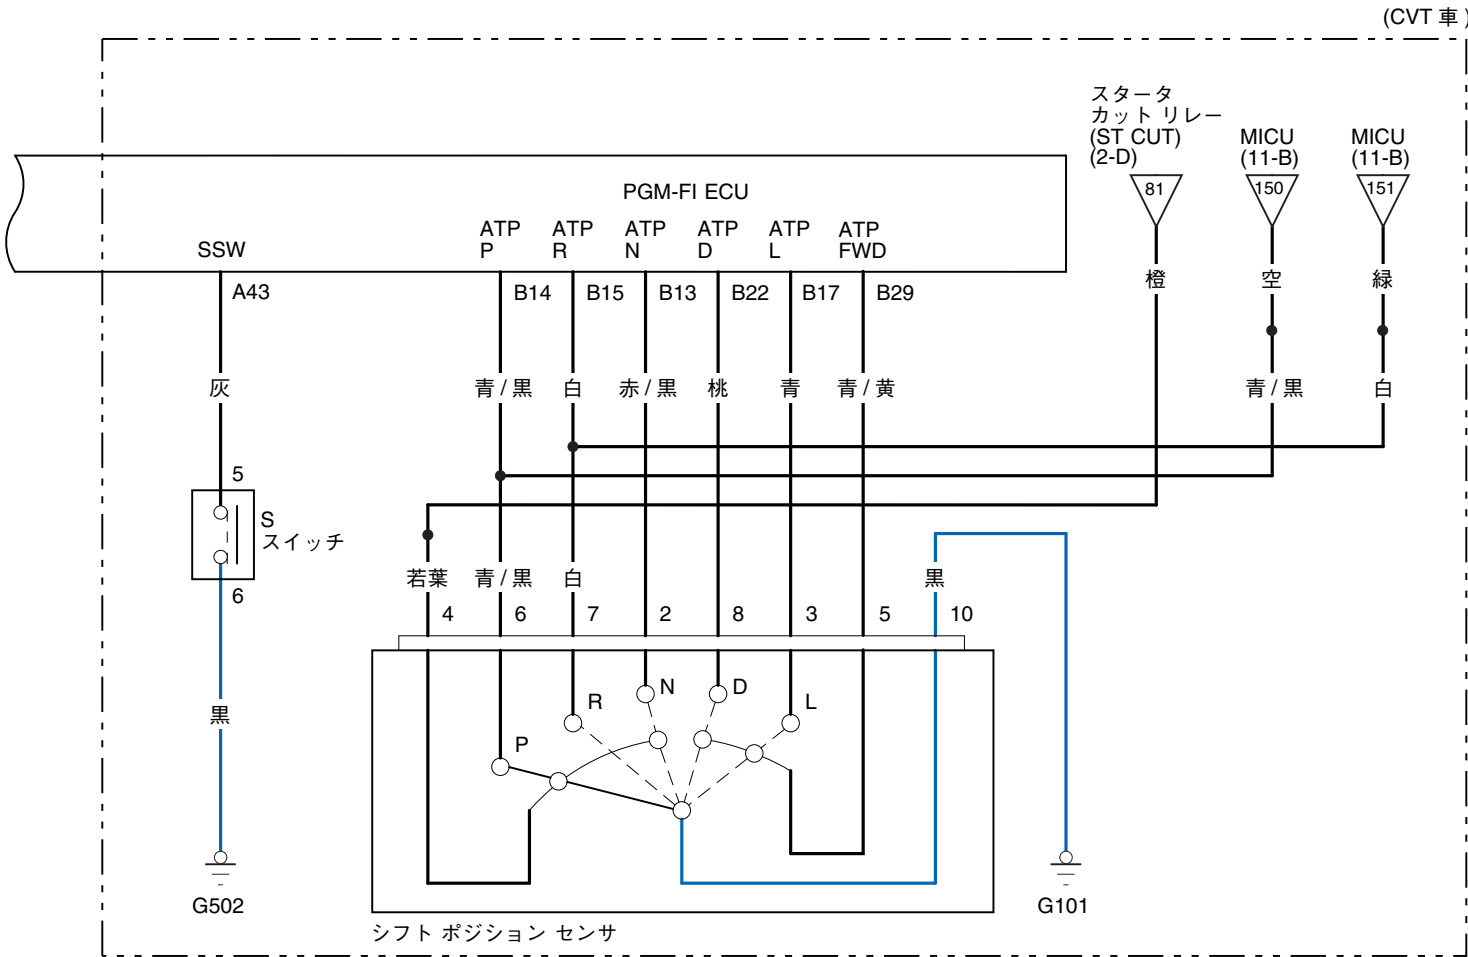 (CVT 車)
スタータ
カット リレー
(ST CUT)
(2-D)
MICU
(11-B)
MICU
(11-B)
81
150
151
PGM-FI ECU
SSW
ATP
P
ATP
R
ATP
N
ATP
D
ATP
L
ATP
FWD
A43
B14
B15
B13
B22
B17
B29
橙
空
緑
灰
青 / 黒
白
赤 / 黒
桃
青
青 / 黄
青 / 黒
白
5
S
スイッチ
6
若葉
青 / 黒
白
黒
4
6
7
2
8
3
5
10
R
N
D
L
P
黒
G502
G101
シフト ポジション センサ